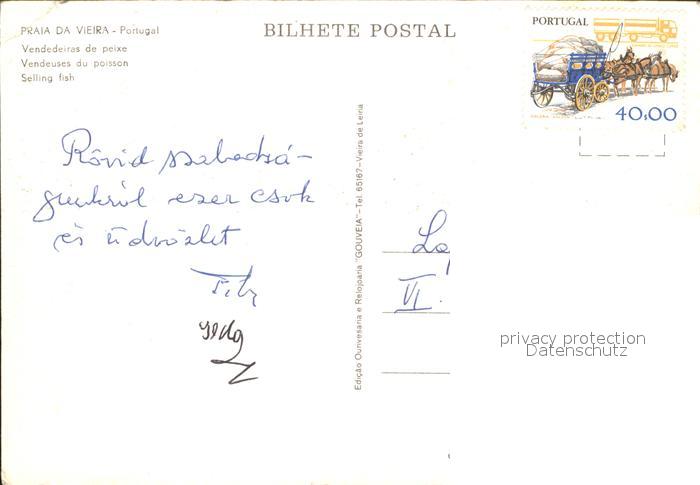 PRAIA DA VIEIRA - Portugal
Vendedeiras de peixe
Vendeuses du poisson
Selling fish
BILHETE POSTAL
PORTUGAL
40,00
Rövid szabadsá-
gunkról ezer csók
és üdvözlet
Edição Ourivesaria e Relojoaria "GOUVEIA"-Tel. 65167-Vieira de Leiria
VI.
privacy protection
Datenschutz